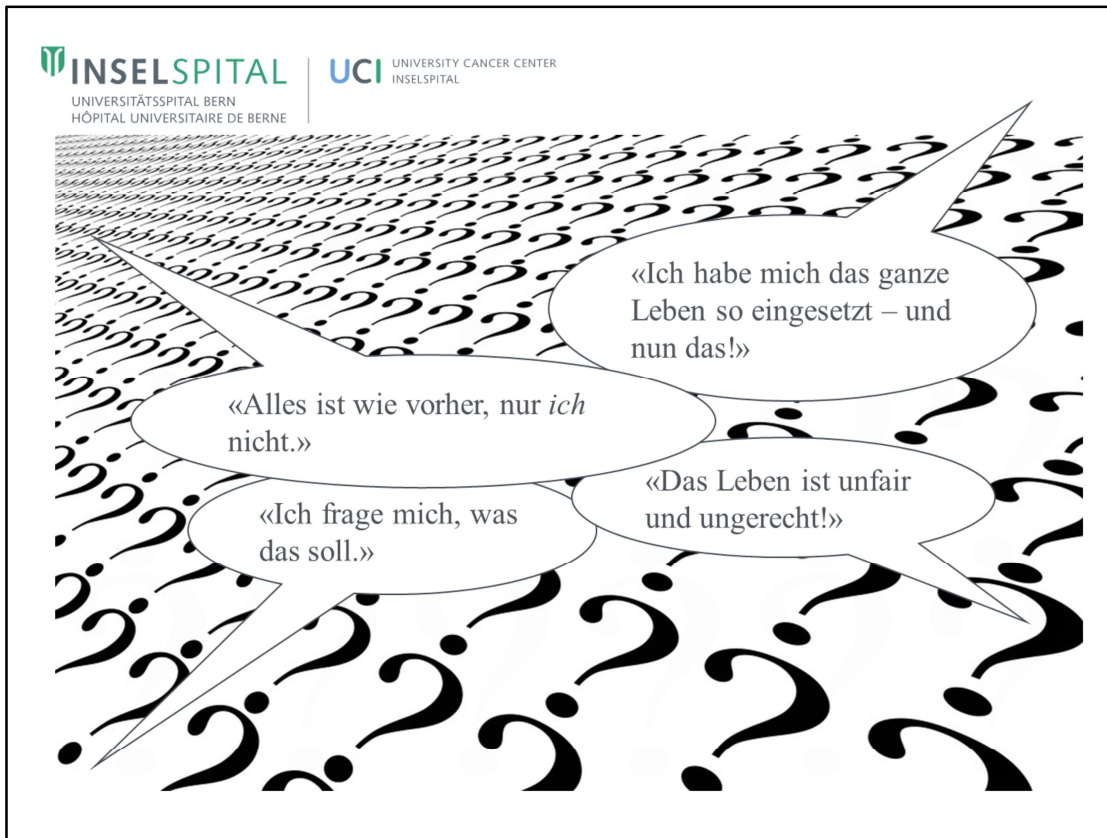 INSELSPITAL
UNIVERSITÄTSSPITAL BERN
HÔPITAL UNIVERSITAIRE DE BERNE
UCI UNIVERSITY CANCER CENTER
INSELSPITAL
«Ich habe mich das ganze
Leben so eingesetzt – und
nun das!»
«Alles ist wie vorher, nur ich
nicht.»
«Das Leben ist unfair
und ungerecht!»
«Ich frage mich, was
das soll.»